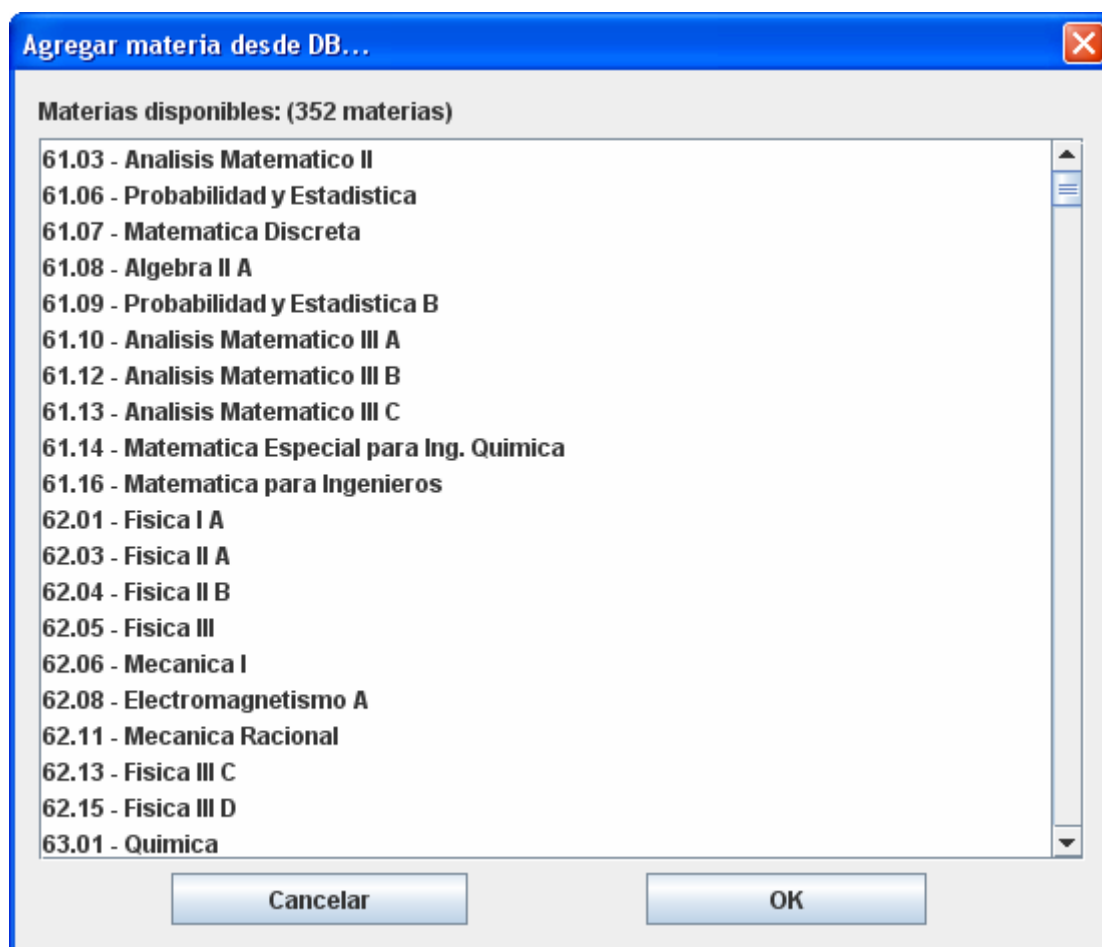 Agregar materia desde DB...
Materias disponibles: (352 materias)
61.03 - Analisis Matematico II
61.06 - Probabilidad y Estadistica
61.07 - Matematica Discreta
61.08 - Algebra II A
61.09 - Probabilidad y Estadistica B
61.10 - Analisis Matematico III A
61.12 - Analisis Matematico III B
61.13 - Analisis Matematico III C
61.14 - Matematica Especial para Ing. Quimica
61.16 - Matematica para Ingenieros
62.01 - Fisica I A
62.03 - Fisica II A
62.04 - Fisica II B
62.05 - Fisica III
62.06 - Mecanica I
62.08 - Electromagnetismo A
62.11 - Mecanica Racional
62.13 - Fisica III C
62.15 - Fisica III D
63.01 - Quimica
Cancelar OK